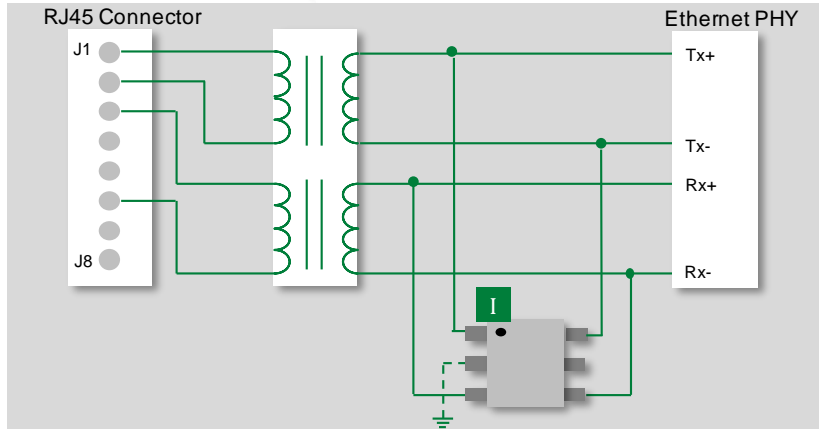 RJ45 Connector
Ethernet PHY
J1
Tx+
Tx-
Rx+
J8
Rx-
I